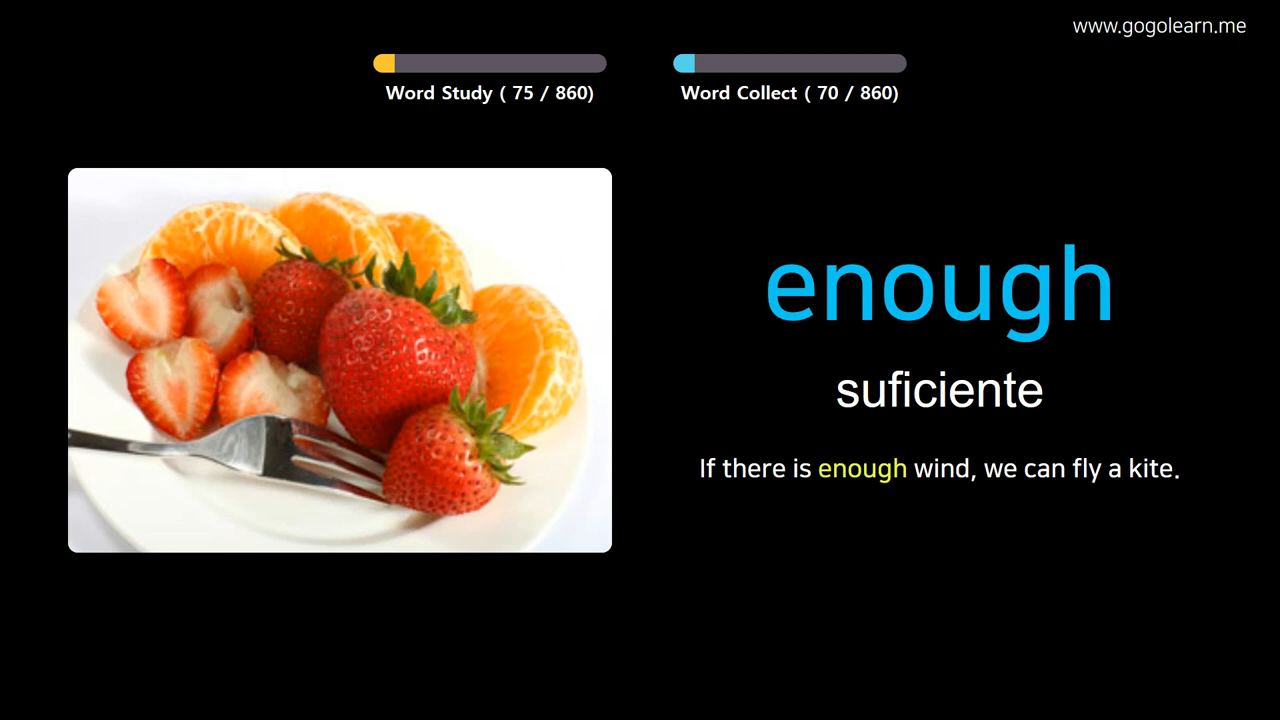 www.gogolearn.me
Word Study ( 75 / 860)
Word Collect ( 70 / 860)
enough
suficiente
If there is enough wind, we can fly a kite.